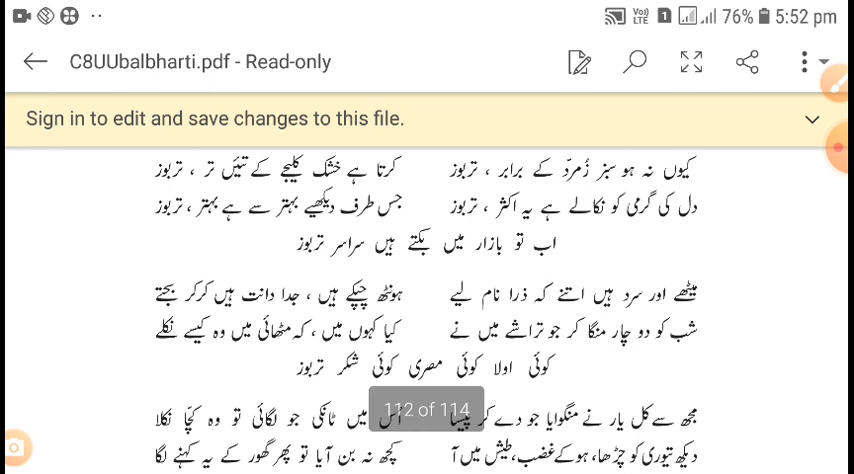 Vo)) LTE 1 76% 5:52 pm
C8UUbalbharti.pdf - Read-only
Sign in to edit and save changes to this file.
کیوں نہ ہو سبز زُمردّ کے برابر ، تربوز کرتا ہے خشک کلیجے کے تئیں تر ، تربوز
دل کی گرمی کو نکالے ہے یہ اکثر ، تربوز جس طرف دیکھیے بہتر سے ہے بہتر ، تربوز
اب تو بازار میں بکتے ہیں سراسر تربوز
میٹھے اور سرد ہیں اتنے کہ ذرا نام لیے ہونٹھ چپکے ہیں ، جدا دانت ہیں کرکر بجتے
شب کو دو چار منگا کر جو تراشے میں نے کیا کہوں میں ، کہ مٹھائی میں وہ کیسے نکلے
کوئی اولا کوئی مصری کوئی شکر تربوز
مجھ سے کل یار نے منگوایا جو دے کر پیسا اُس میں ٹانکی جو لگائی تو وہ کچّا نکلا
112 of 114
دیکھ تیوری کو چڑھا، ہوکے غضب، طیش میں آ کچھ نہ بن آیا تو پھر گھور کے یہ کہنے لگا